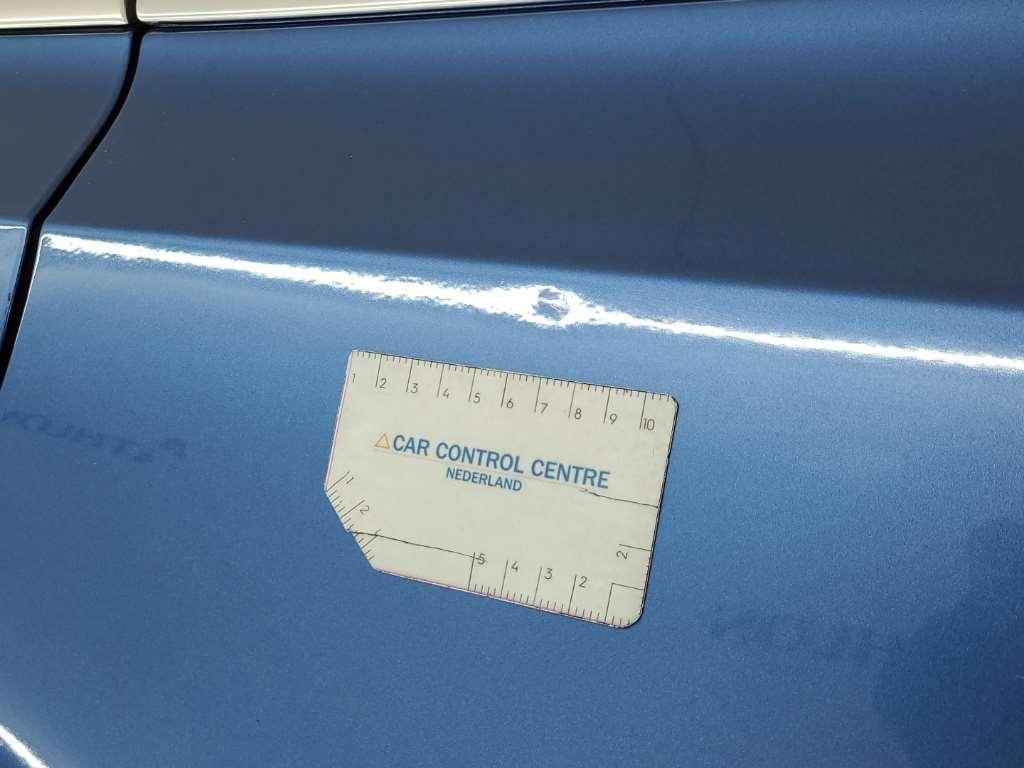 1 2 3 4 5 6 7 8 9 10
CAR CONTROL CENTRE
NEDERLAND
1
2
2
5 4 3 2